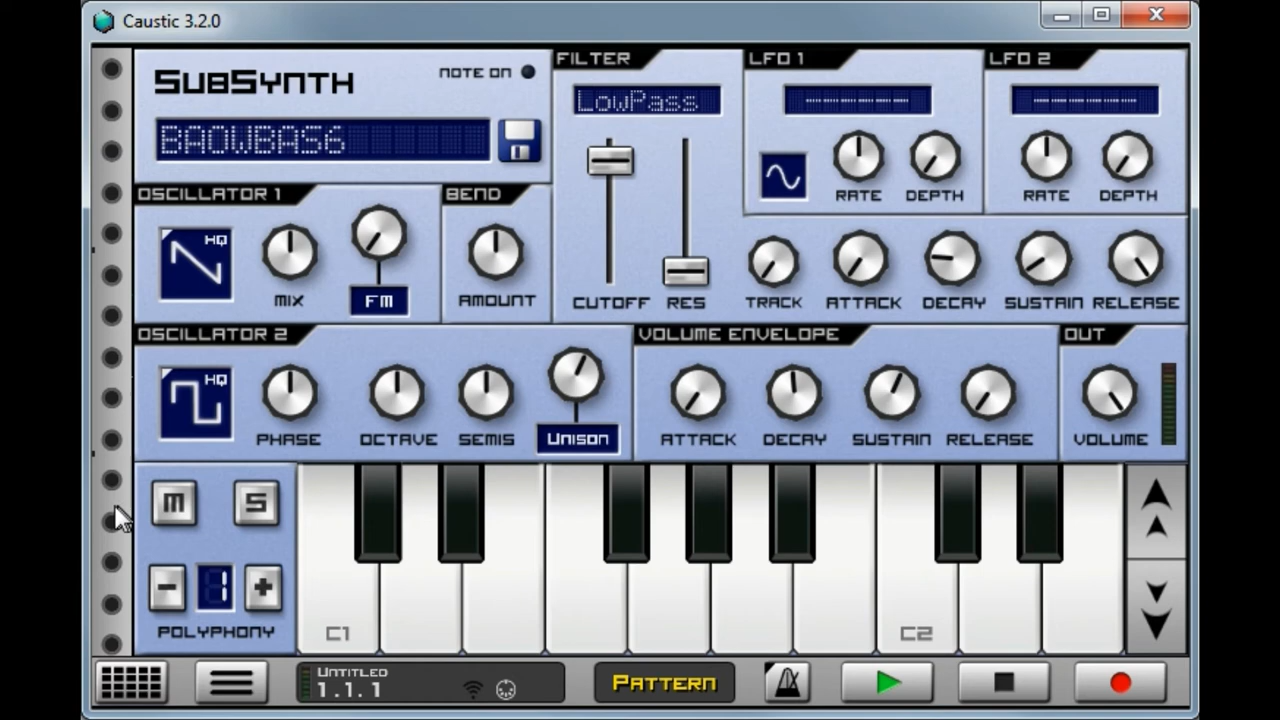 Caustic 3.2.0
SubSynth
NOTE ON
BAOWBAS6
FILTER
LowPass
CUTOFF RES
LFO 1
------
RATE DEPTH
LFO 2
------
RATE DEPTH
TRACK ATTACK DECAY SUSTAIN RELEASE
OSCILLATOR 1
HQ
MIX
FM
BEND
AMOUNT
OSCILLATOR 2
HQ
PHASE OCTAVE SEMIS Unison
VOLUME ENVELOPE
ATTACK DECAY SUSTAIN RELEASE
OUT
VOLUME
M S
- 1 +
POLYPHONY
C1 C2
Untitled
1.1.1
Pattern